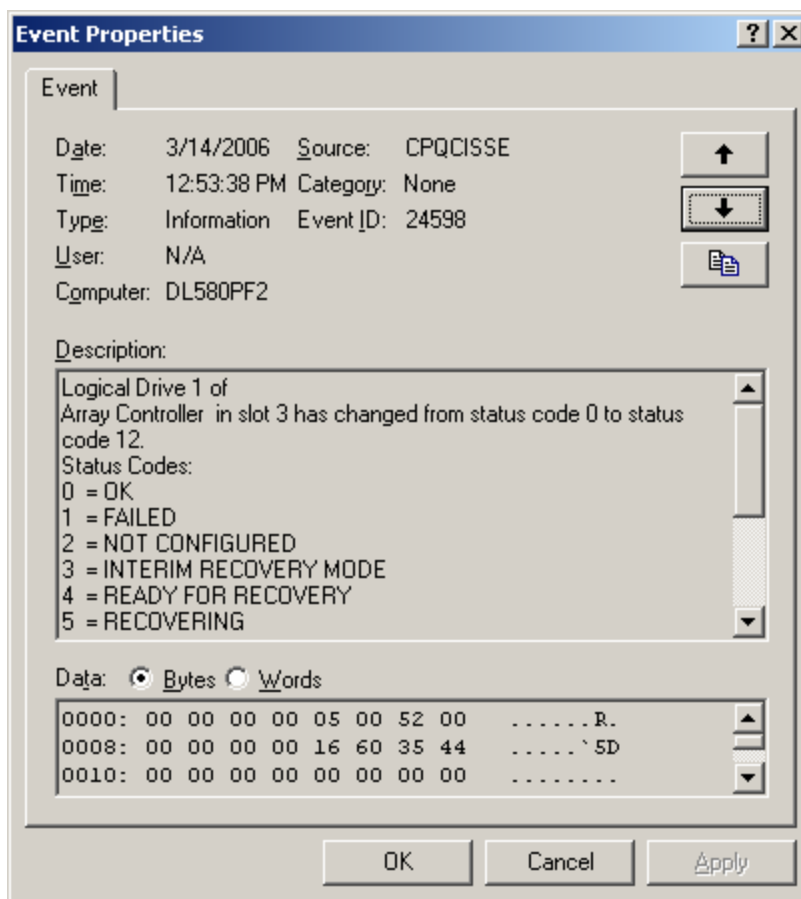 Event Properties
Event
Date: 3/14/2006 Source: CPQCISSE
Time: 12:53:38 PM Category: None
Type: Information Event ID: 24598
User: N/A
Computer: DL580PF2
Description:
Logical Drive 1 of
Array Controller  in slot 3 has changed from status code 0 to status
code 12.
Status Codes:
0 = OK
1 = FAILED
2 = NOT CONFIGURED
3 = INTERIM RECOVERY MODE
4 = READY FOR RECOVERY
5 = RECOVERING
Data: Bytes Words
0000: 00 00 00 00 05 00 52 00 ......R.
0008: 00 00 00 00 16 60 35 44 .....`5D
0010: 00 00 00 00 00 00 00 00 ........
OK Cancel Apply